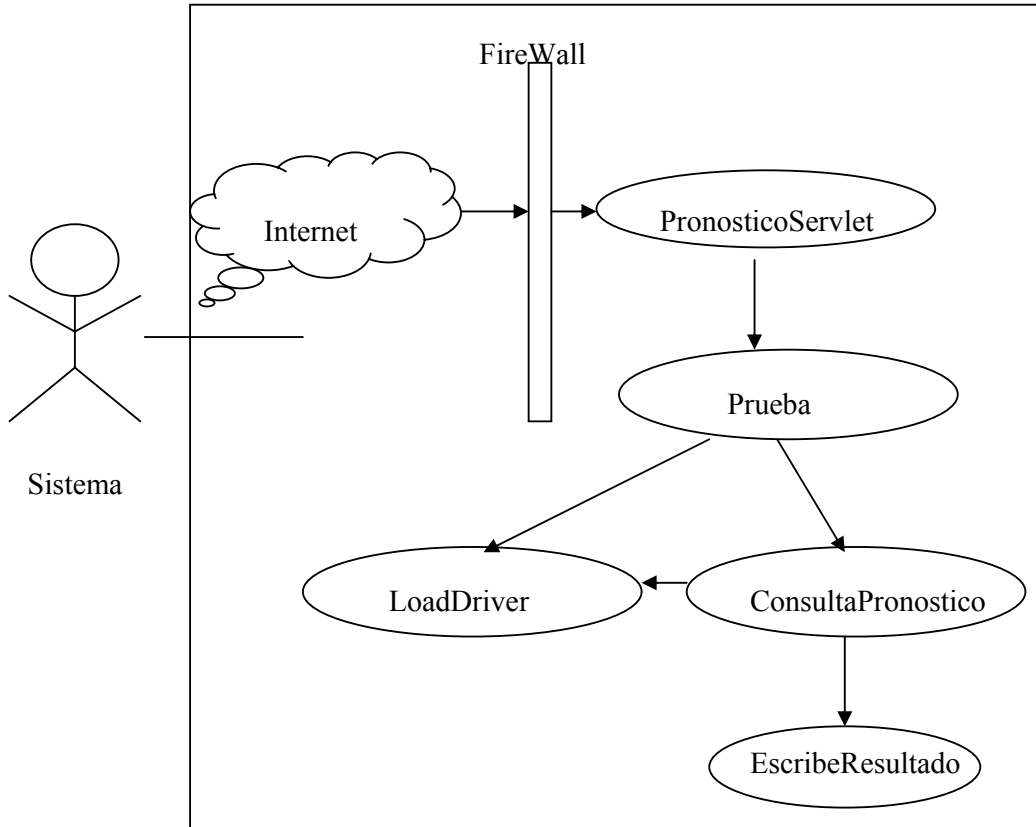 FireWall
Internet
PronosticoServlet
Prueba
Sistema
LoadDriver
ConsultaPronostico
EscribeResultado